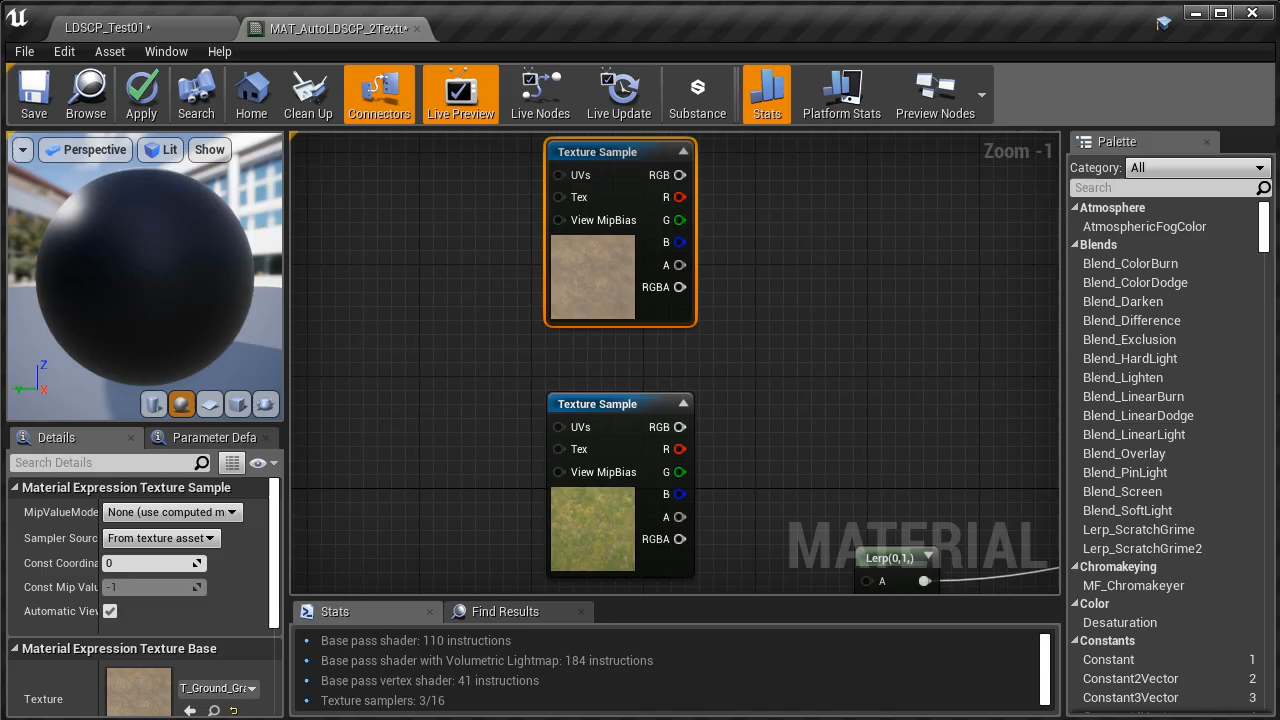 LDSCP_Test01*
MAT_AutoLDSCP_2Textu*
File Edit Asset Window Help
Save Browse Apply Search Home Clean Up Connectors Live Preview Live Nodes Live Update Substance Stats Platform Stats Preview Nodes
Perspective Lit Show
Z
Y X
Details Parameter Defa
Search Details
Material Expression Texture Sample
MipValueMode None (use computed m
Sampler Sourc From texture asset
Const Coordina 0
Const Mip Valu -1
Automatic View
Material Expression Texture Base
Texture T_Ground_Gra
Zoom -1
Texture Sample
UVs RGB
Tex R
View MipBias G
B
A
RGBA
Texture Sample
UVs RGB
Tex R
View MipBias G
B
A
RGBA
MATERIAL
Lerp(0,1,)
A
Stats Find Results
• Base pass shader: 110 instructions
• Base pass shader with Volumetric Lightmap: 184 instructions
• Base pass vertex shader: 41 instructions
• Texture samplers: 3/16
Palette
Category: All
Search
Atmosphere
AtmosphericFogColor
Blends
Blend_ColorBurn
Blend_ColorDodge
Blend_Darken
Blend_Difference
Blend_Exclusion
Blend_HardLight
Blend_Lighten
Blend_LinearBurn
Blend_LinearDodge
Blend_LinearLight
Blend_Overlay
Blend_PinLight
Blend_Screen
Blend_SoftLight
Lerp_ScratchGrime
Lerp_ScratchGrime2
Chromakeying
MF_Chromakeyer
Color
Desaturation
Constants
Constant 1
Constant2Vector 2
Constant3Vector 3